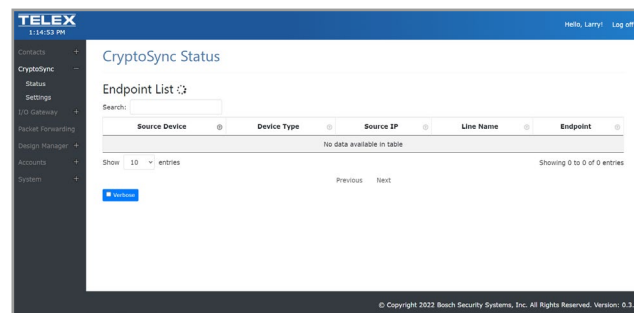 TELEX
1:14:53 PM
Hello, Larry! Log off
Contacts +
CryptoSync −
Status
Settings
I/O Gateway +
Packet Forwarding
Design Manager +
Accounts +
System +
CryptoSync Status
Endpoint List
Search:
Source Device Device Type Source IP Line Name Endpoint
No data available in table
Show 10 entries Showing 0 to 0 of 0 entries
Previous Next
Verbose
© Copyright 2022 Bosch Security Systems, Inc. All Rights Reserved. Version: 0.3.